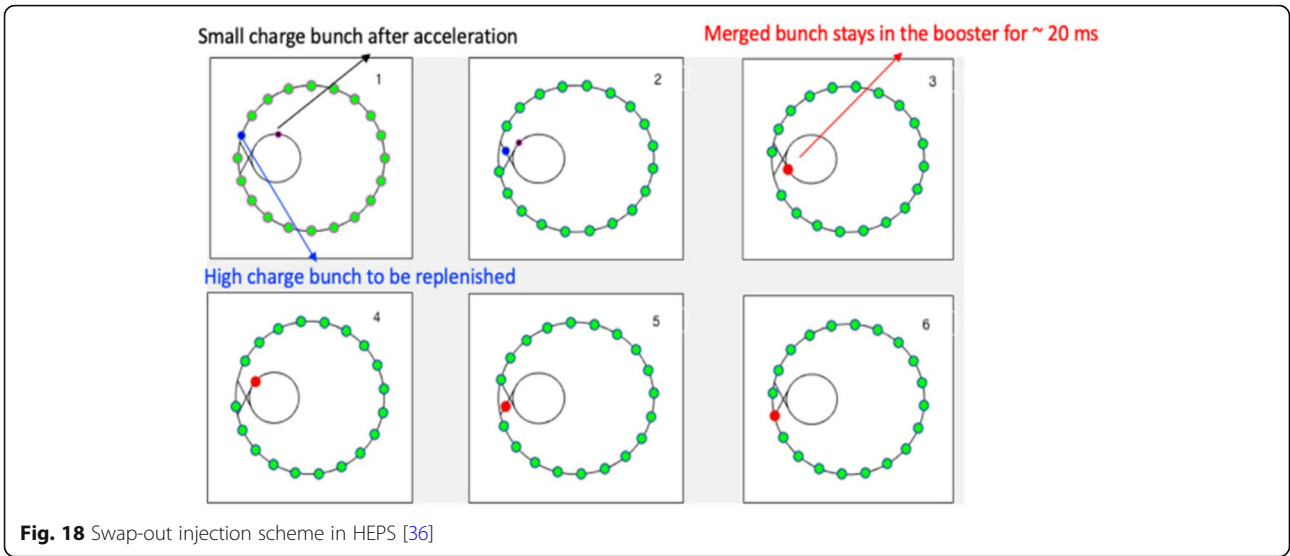 Small charge bunch after acceleration
Merged bunch stays in the booster for ~ 20 ms
1
2
3
High charge bunch to be replenished
4
5
6
Fig. 18 Swap-out injection scheme in HEPS [36]